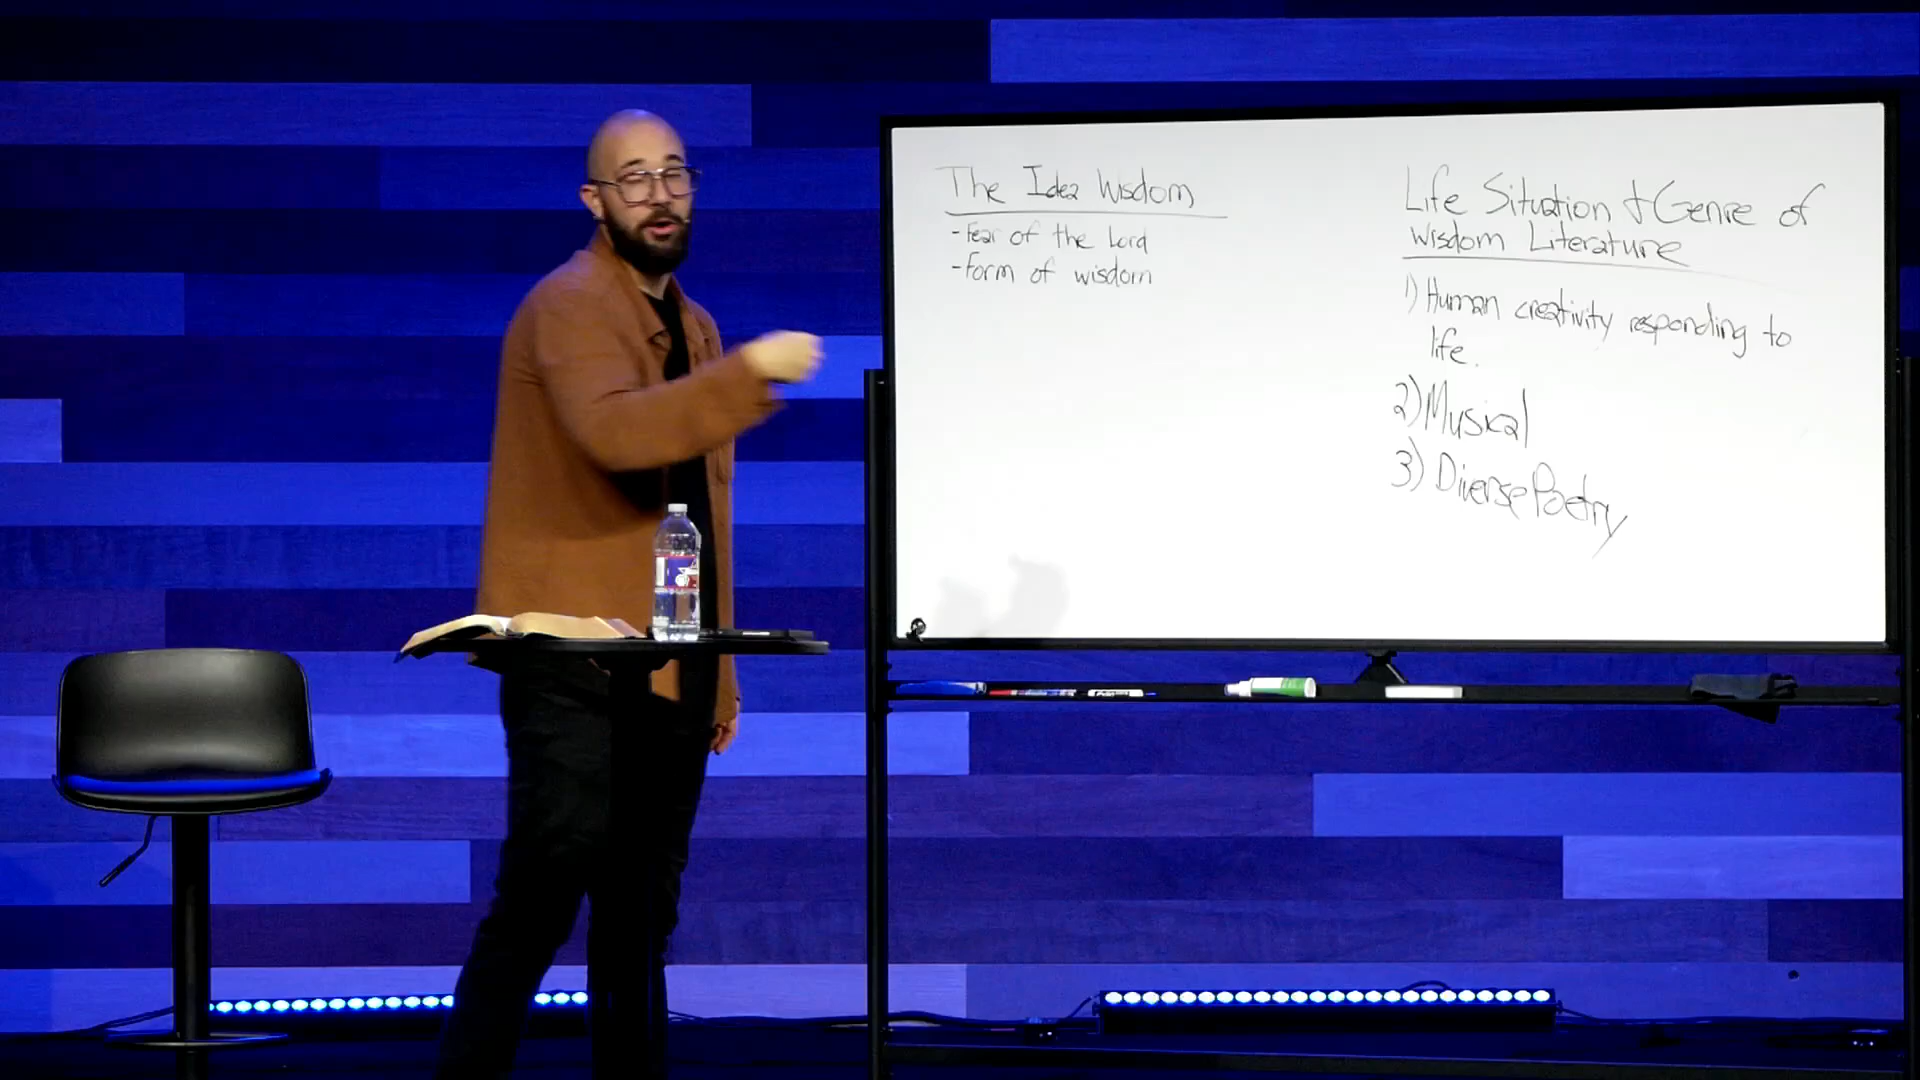 The Idea Wisdom
-Fear of the Lord
-Form of wisdom
Life Situation & Genre of
Wisdom Literature
1) Human creativity responding to
life.
2) Musical
3) Diverse Poetry